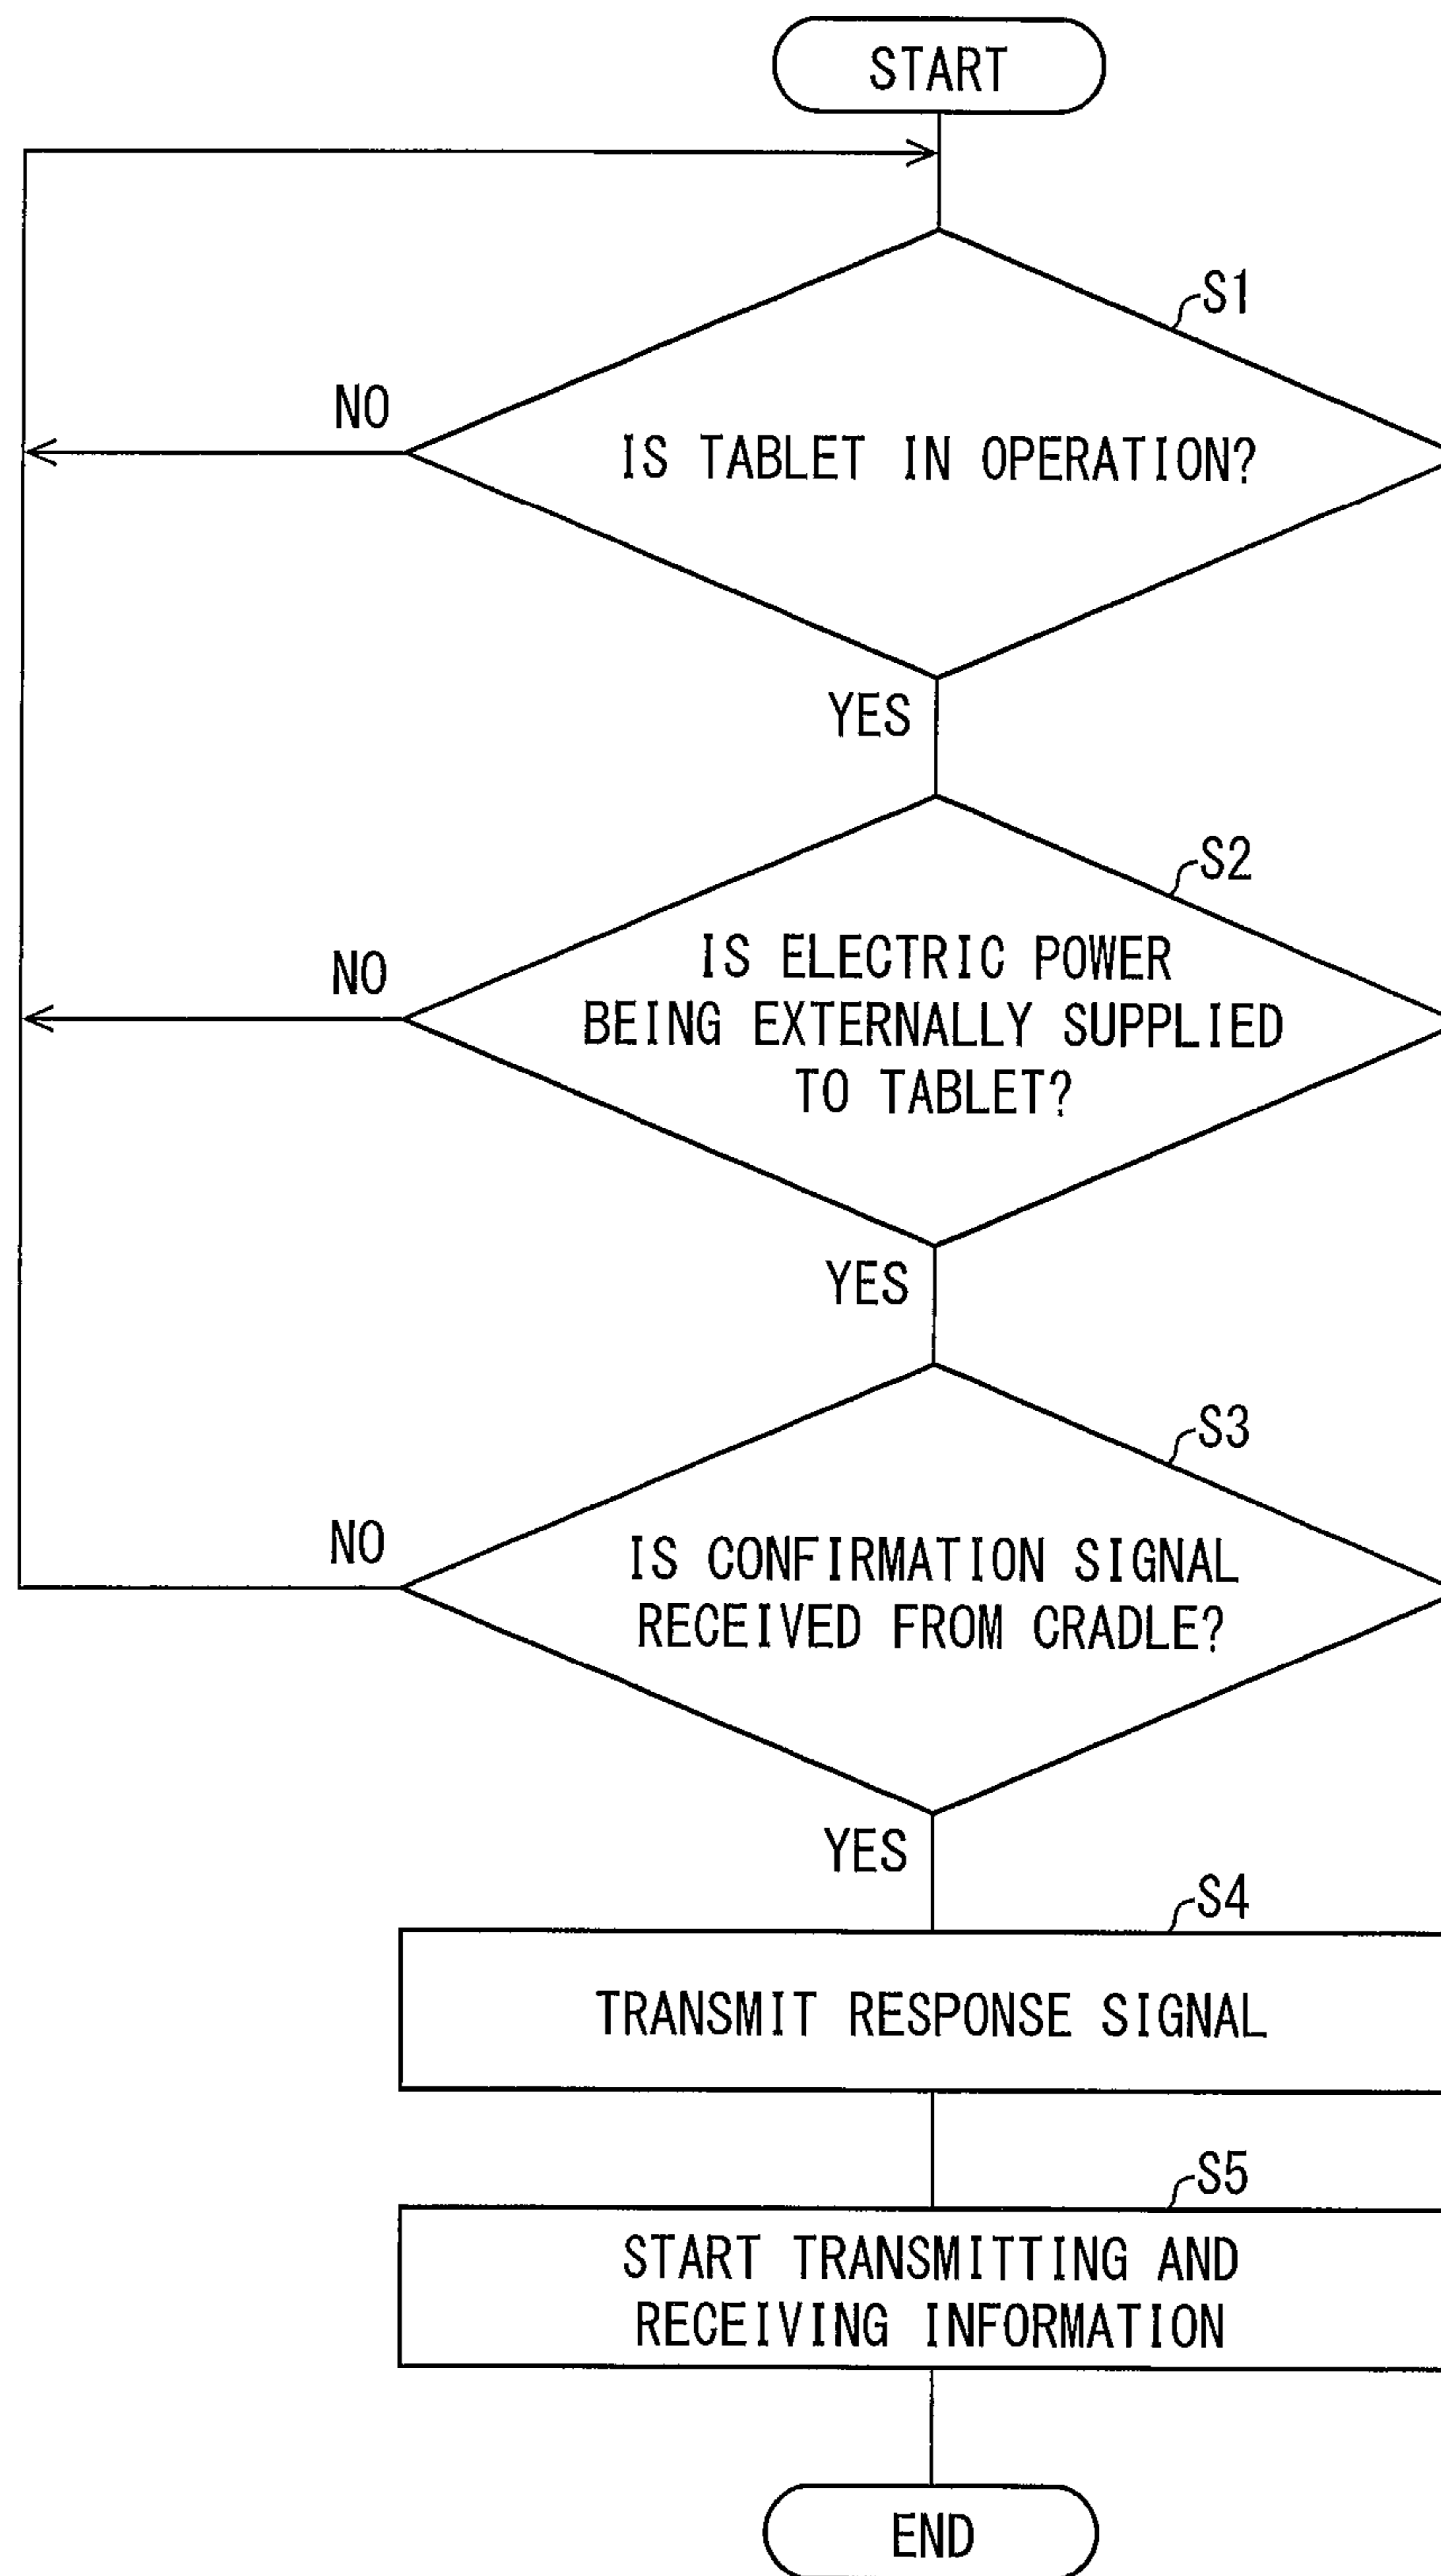 START
S1
NO
IS TABLET IN OPERATION?
YES
S2
NO
IS ELECTRIC POWER
BEING EXTERNALLY SUPPLIED
TO TABLET?
YES
S3
NO
IS CONFIRMATION SIGNAL
RECEIVED FROM CRADLE?
YES
S4
TRANSMIT RESPONSE SIGNAL
S5
START TRANSMITTING AND
RECEIVING INFORMATION
END